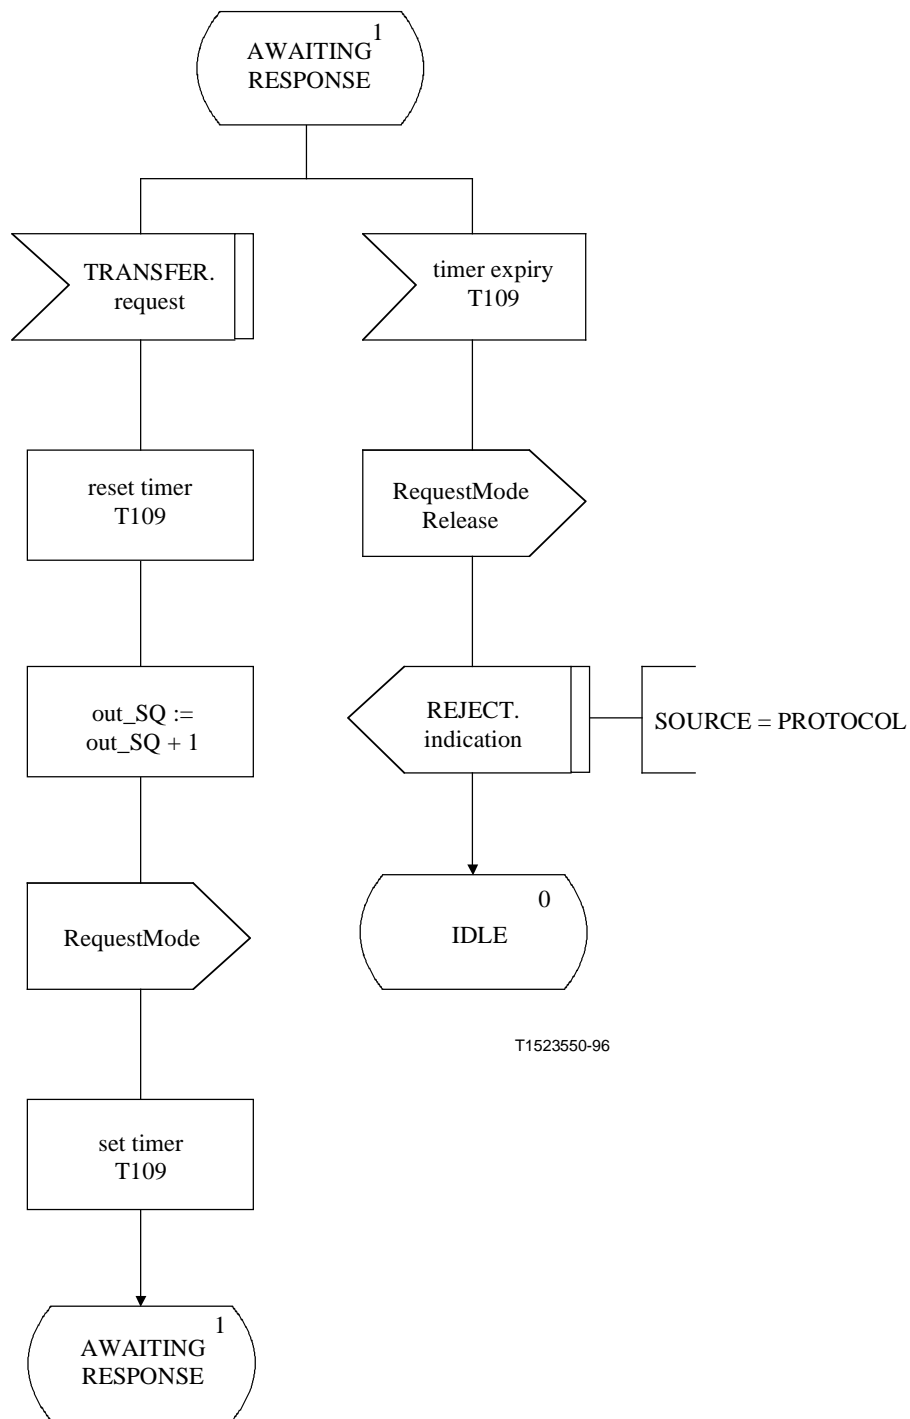 1
AWAITING
RESPONSE
TRANSFER.
request
timer expiry
T109
reset timer
T109
RequestMode
Release
out_SQ :=
out_SQ + 1
REJECT.
indication
SOURCE = PROTOCOL
RequestMode
0
IDLE
T1523550-96
set timer
T109
1
AWAITING
RESPONSE